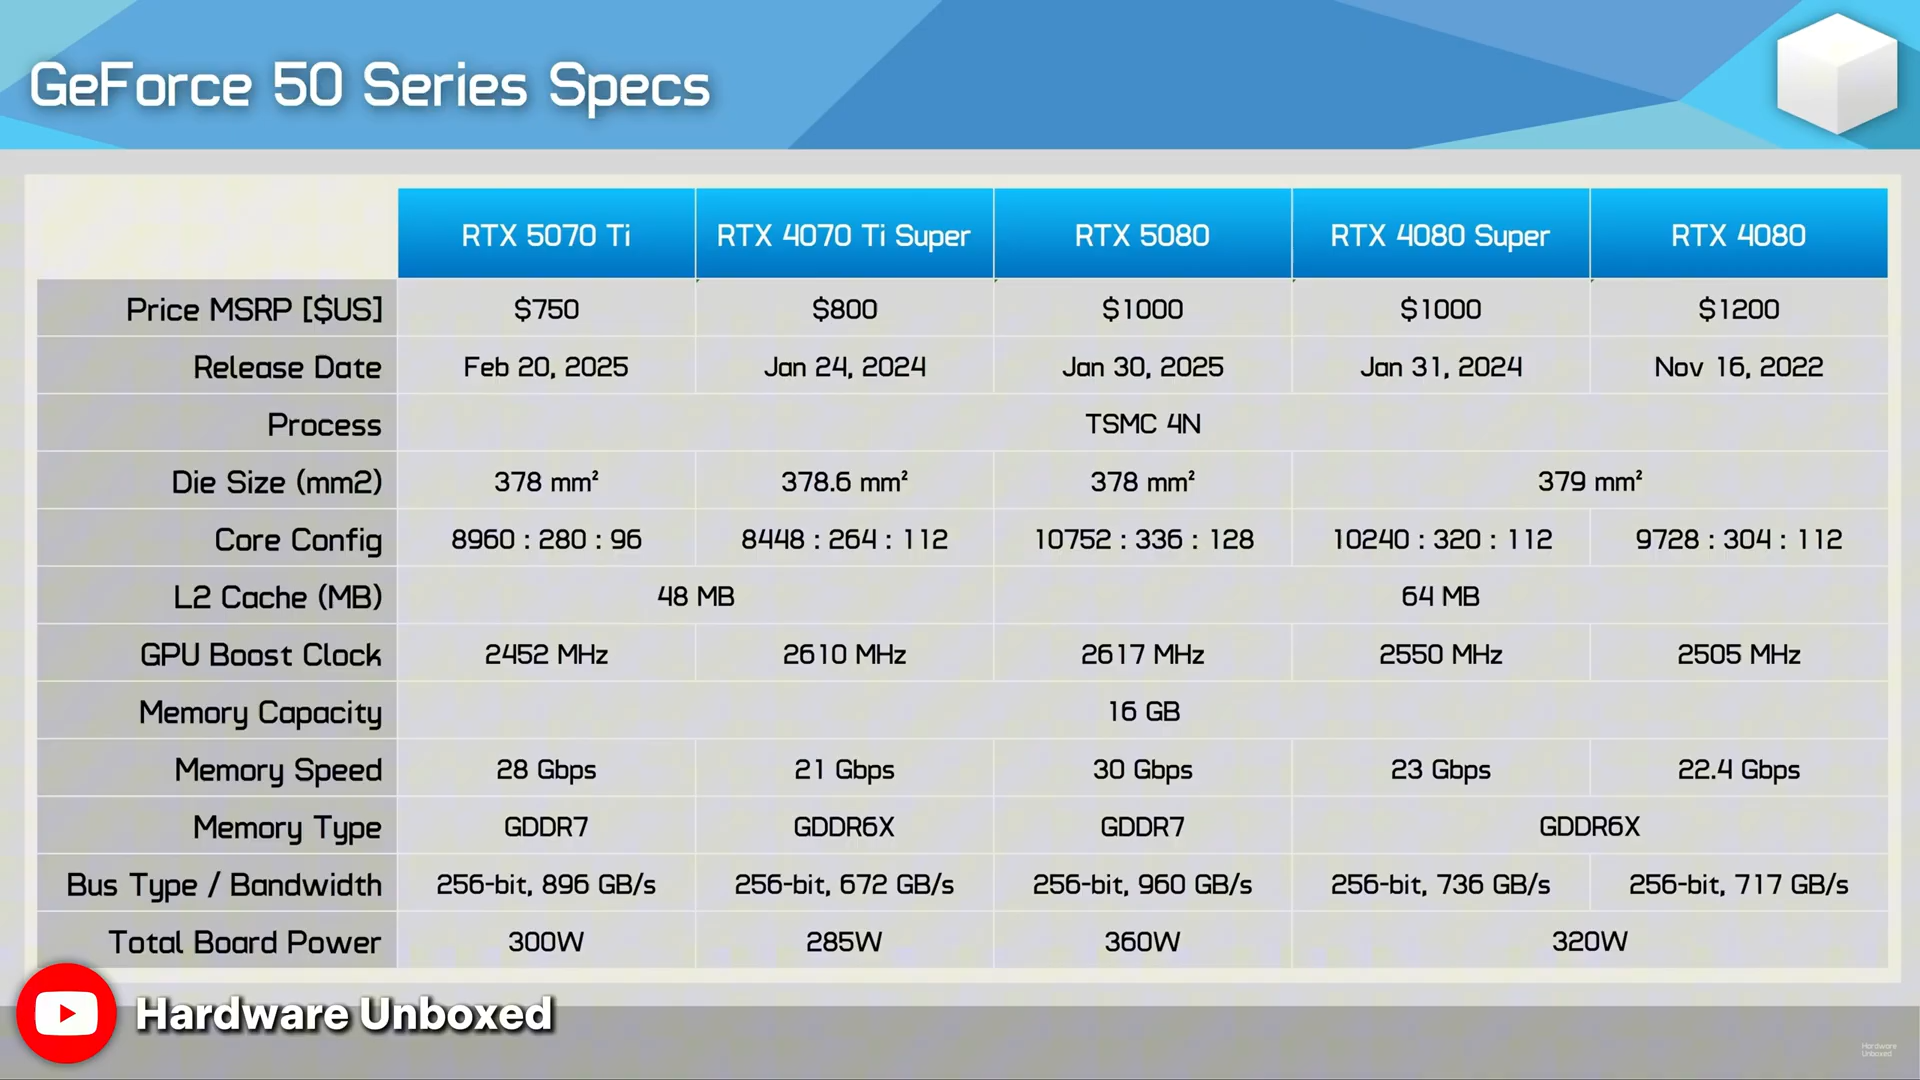 GeForce 50 Series Specs
RTX 5070 Ti RTX 4070 Ti Super RTX 5080 RTX 4080 Super RTX 4080
Price MSRP [$US] $750 $800 $1000 $1000 $1200
Release Date Feb 20, 2025 Jan 24, 2024 Jan 30, 2025 Jan 31, 2024 Nov 16, 2022
Process TSMC 4N
Die Size (mm2) 378 mm² 378.6 mm² 378 mm² 379 mm²
Core Config 8960 : 280 : 96 8448 : 264 : 112 10752 : 336 : 128 10240 : 320 : 112 9728 : 304 : 112
L2 Cache (MB) 48 MB 64 MB
GPU Boost Clock 2452 MHz 2610 MHz 2617 MHz 2550 MHz 2505 MHz
Memory Capacity 16 GB
Memory Speed 28 Gbps 21 Gbps 30 Gbps 23 Gbps 22.4 Gbps
Memory Type GDDR7 GDDR6X GDDR7 GDDR6X
Bus Type / Bandwidth 256-bit, 896 GB/s 256-bit, 672 GB/s 256-bit, 960 GB/s 256-bit, 736 GB/s 256-bit, 717 GB/s
Total Board Power 300W 285W 360W 320W
Hardware Unboxed
Hardware
Unboxed